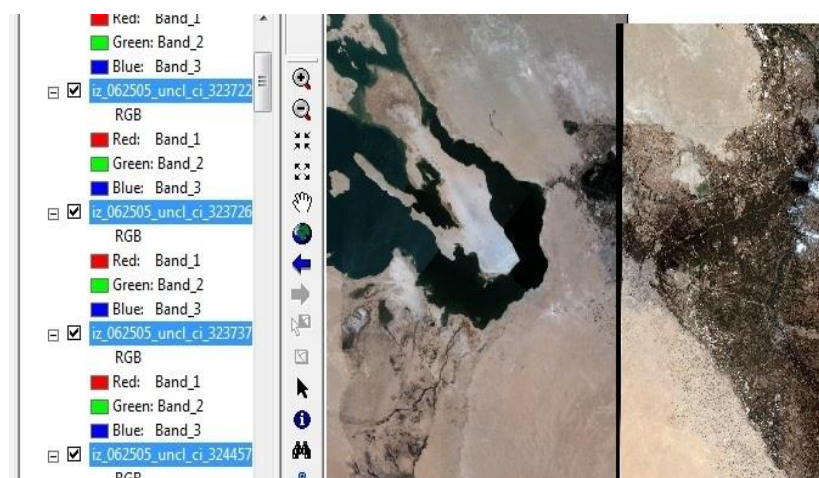 Red: Band_1
Green: Band_2
Blue: Band_3
iz_062505_uncl_ci_323722
RGB
Red: Band_1
Green: Band_2
Blue: Band_3
iz_062505_uncl_ci_323726
RGB
Red: Band_1
Green: Band_2
Blue: Band_3
iz_062505_uncl_ci_323737
RGB
Red: Band_1
Green: Band_2
Blue: Band_3
iz_062505_uncl_ci_324457
RGB